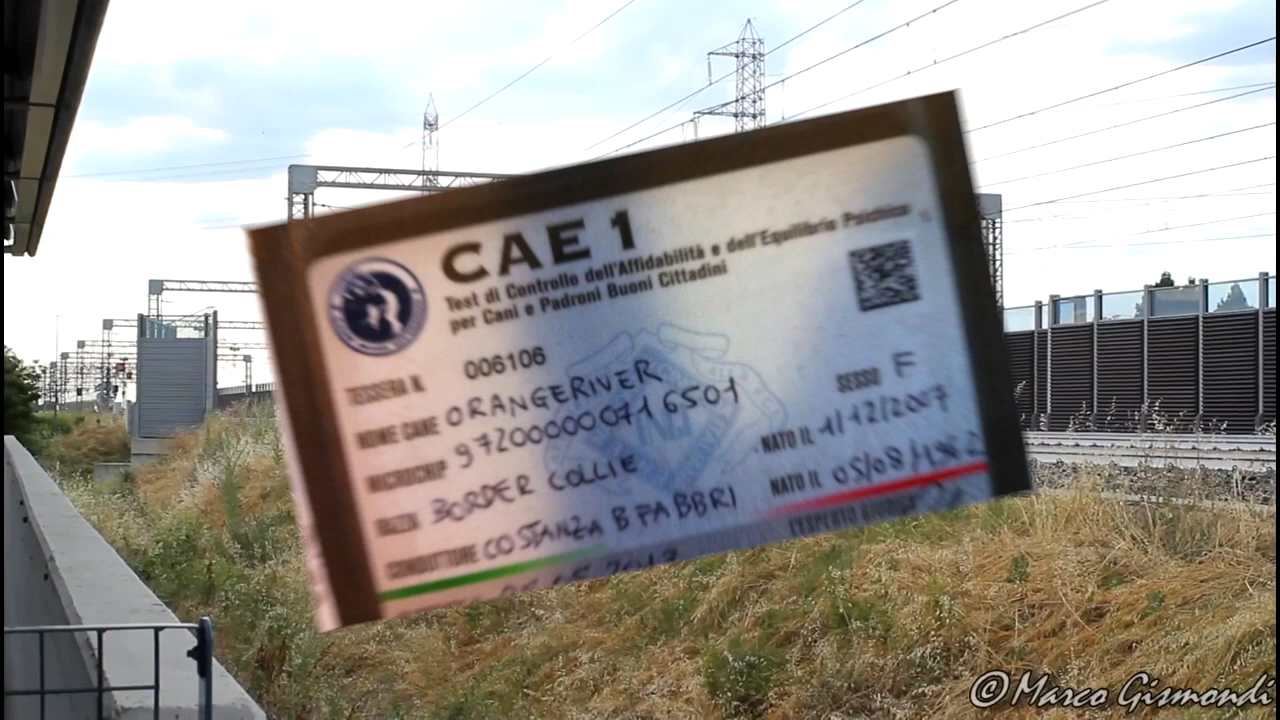 CAE 1
Test di Controllo dell'Affidabilità e dell'Equilibrio Psichico
per Cani e Padroni Buoni Cittadini
TESSERA N. 006106
NOME CANE ORANGERIVER SESSO F
MICROCHIP 972000000716501 NATO IL 1/12/2007
RAZZA BORDER COLLIE NATO IL 05/08/1982
CONDUTTORE COSTANZA B FABBRI
L'ESPERTO
©Marco Gismondi